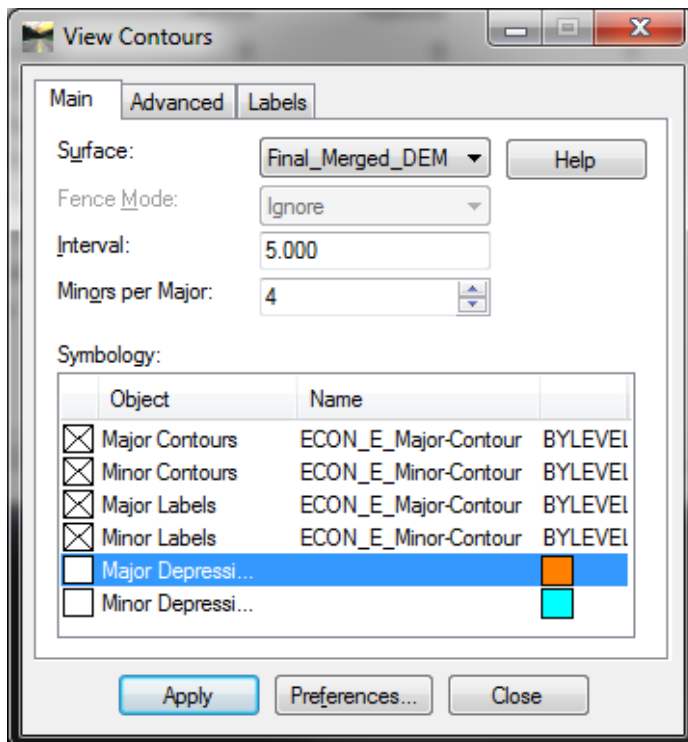 View Contours
Main Advanced Labels
Surface: Final_Merged_DEM Help
Fence Mode: Ignore
Interval: 5.000
Minors per Major: 4
Symbology:
Object Name
Major Contours ECON_E_Major-Contour BYLEVEL
Minor Contours ECON_E_Minor-Contour BYLEVEL
Major Labels ECON_E_Major-Contour BYLEVEL
Minor Labels ECON_E_Minor-Contour BYLEVEL
Major Depressi...
Minor Depressi...
Apply Preferences... Close